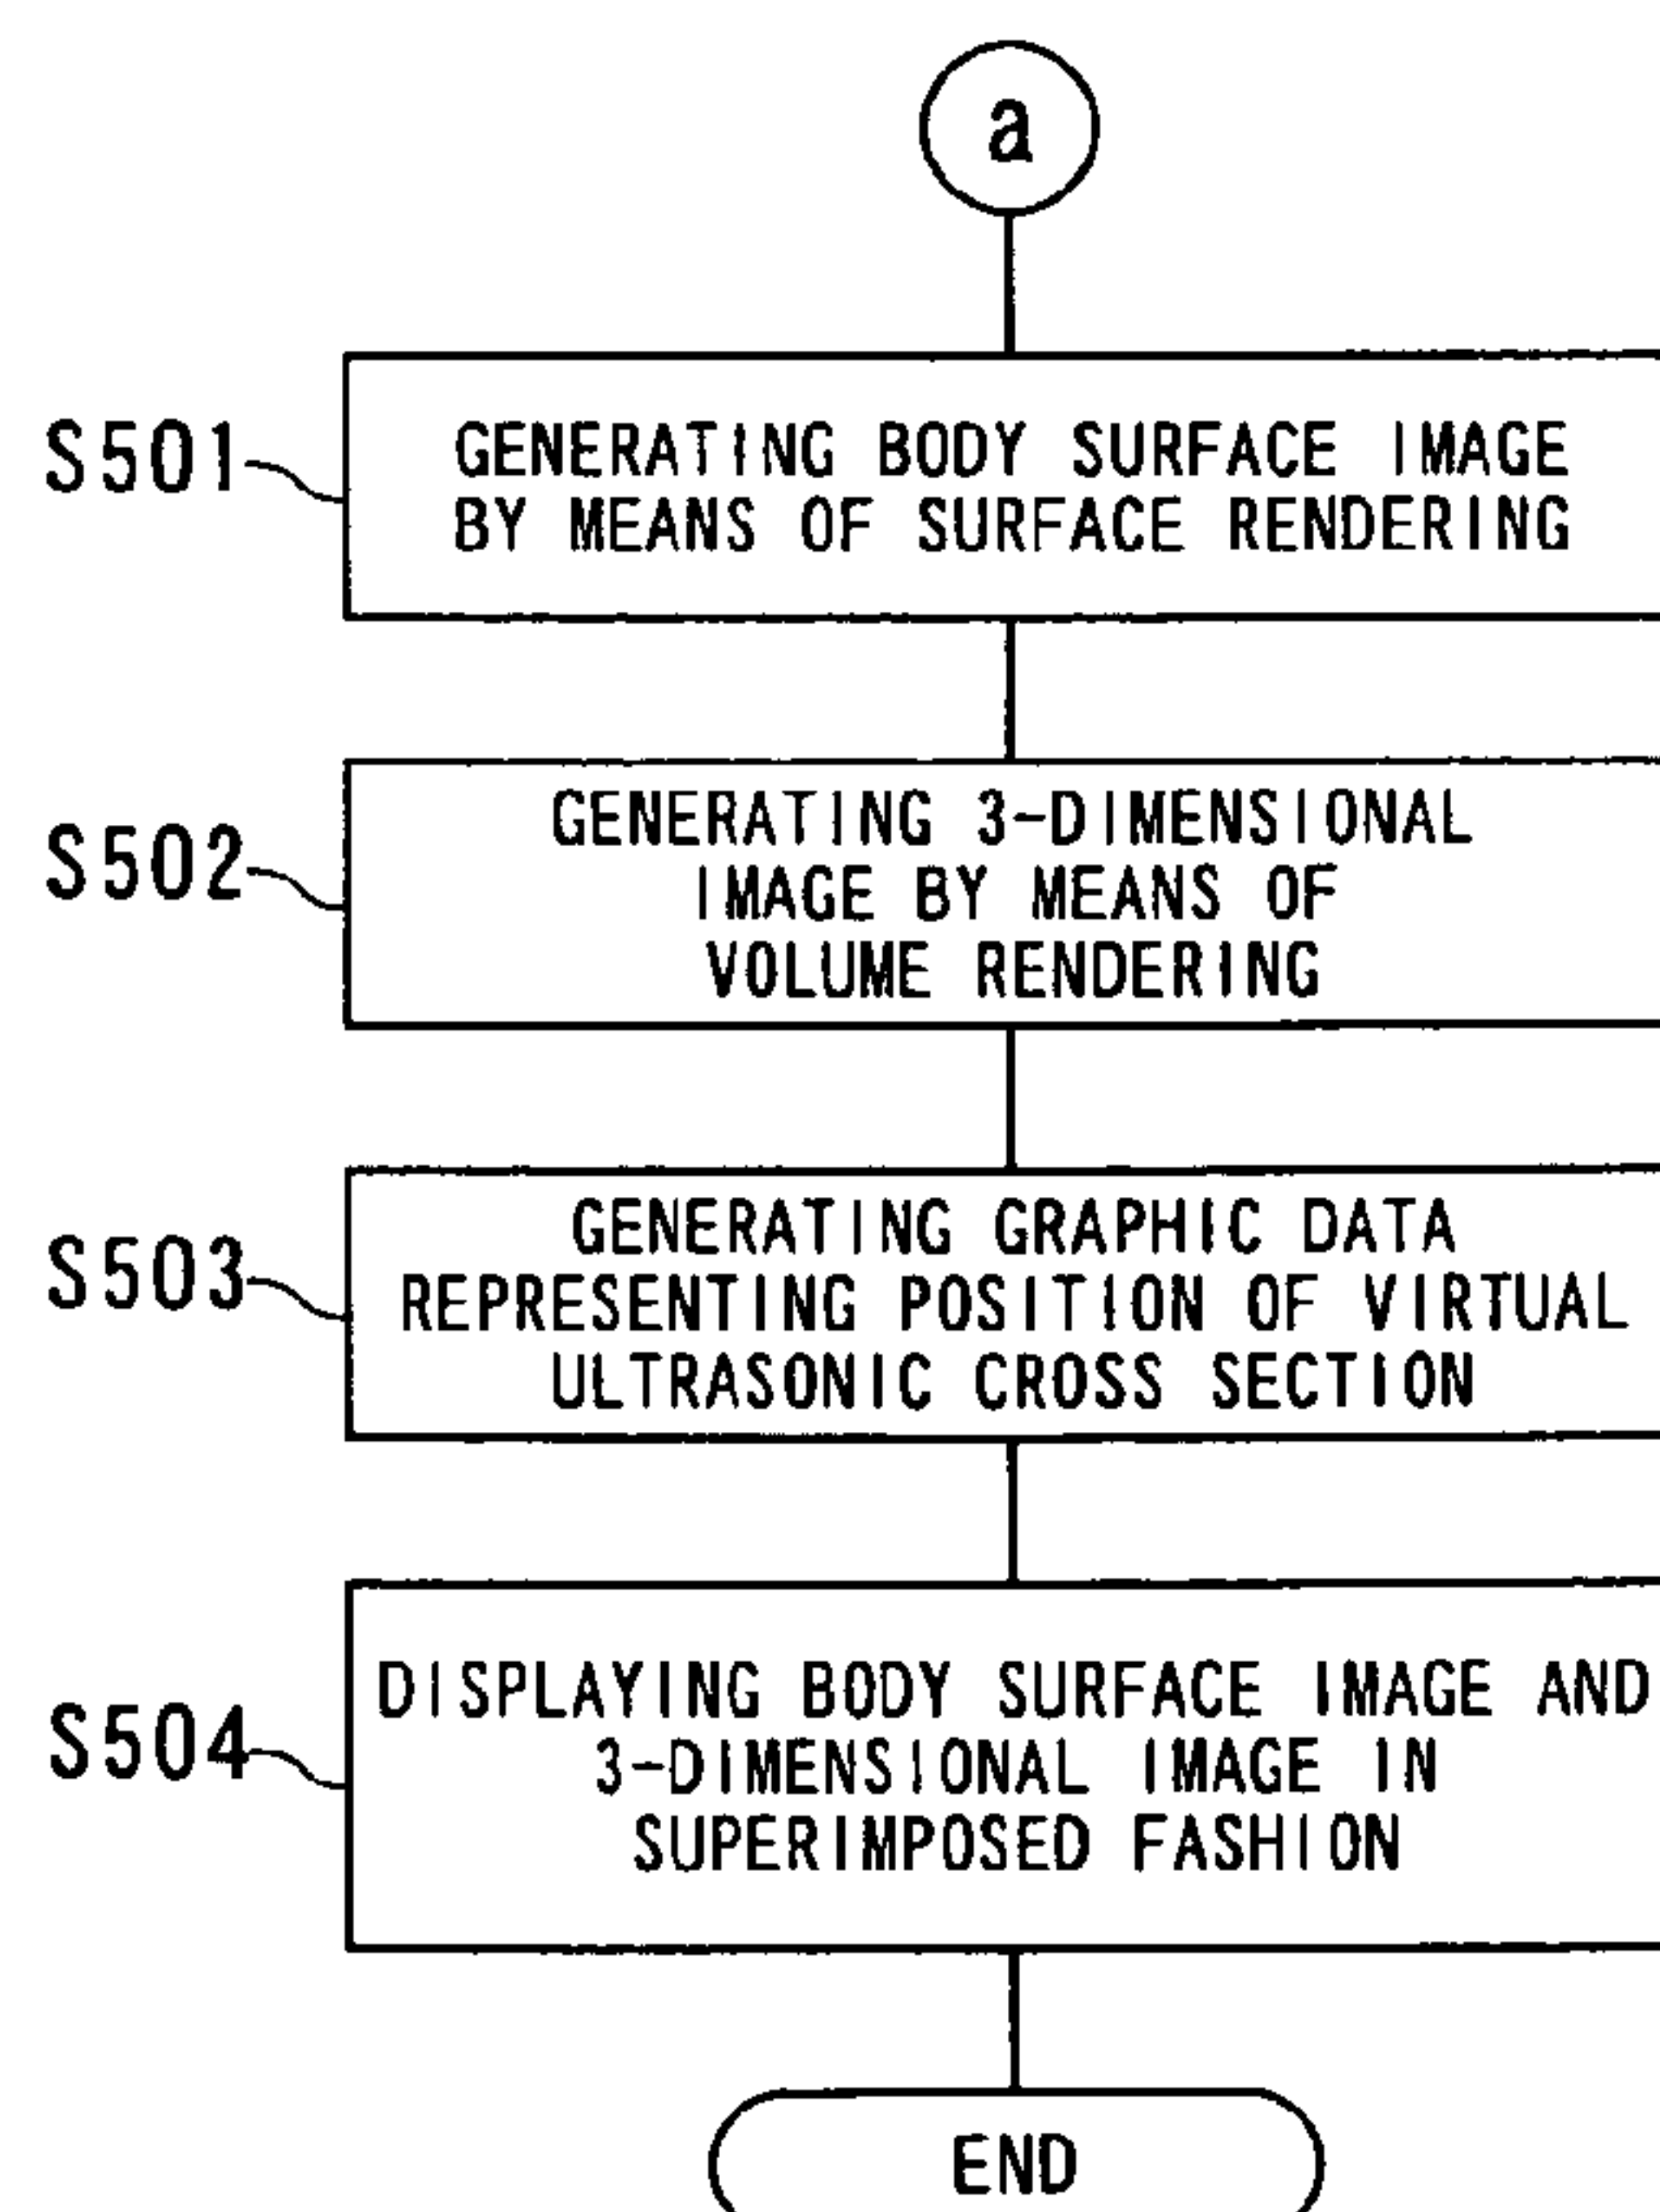 a
S501
GENERATING BODY SURFACE IMAGE
BY MEANS OF SURFACE RENDERING
S502
GENERATING 3-DIMENSIONAL
IMAGE BY MEANS OF
VOLUME RENDERING
S503
GENERATING GRAPHIC DATA
REPRESENTING POSITION OF VIRTUAL
ULTRASONIC CROSS SECTION
S504
DISPLAYING BODY SURFACE IMAGE AND
3-DIMENSIONAL IMAGE IN
SUPERIMPOSED FASHION
END